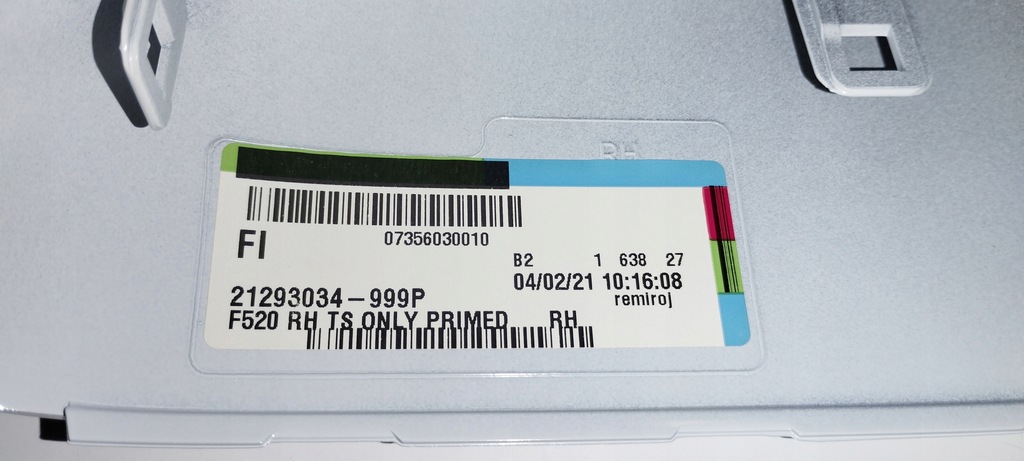 RH
07356030010
FI
B2 1 638 27
04/02/21 10:16:08
remiroj
21293034-999P
F520 RH TS ONLY PRIMED RH